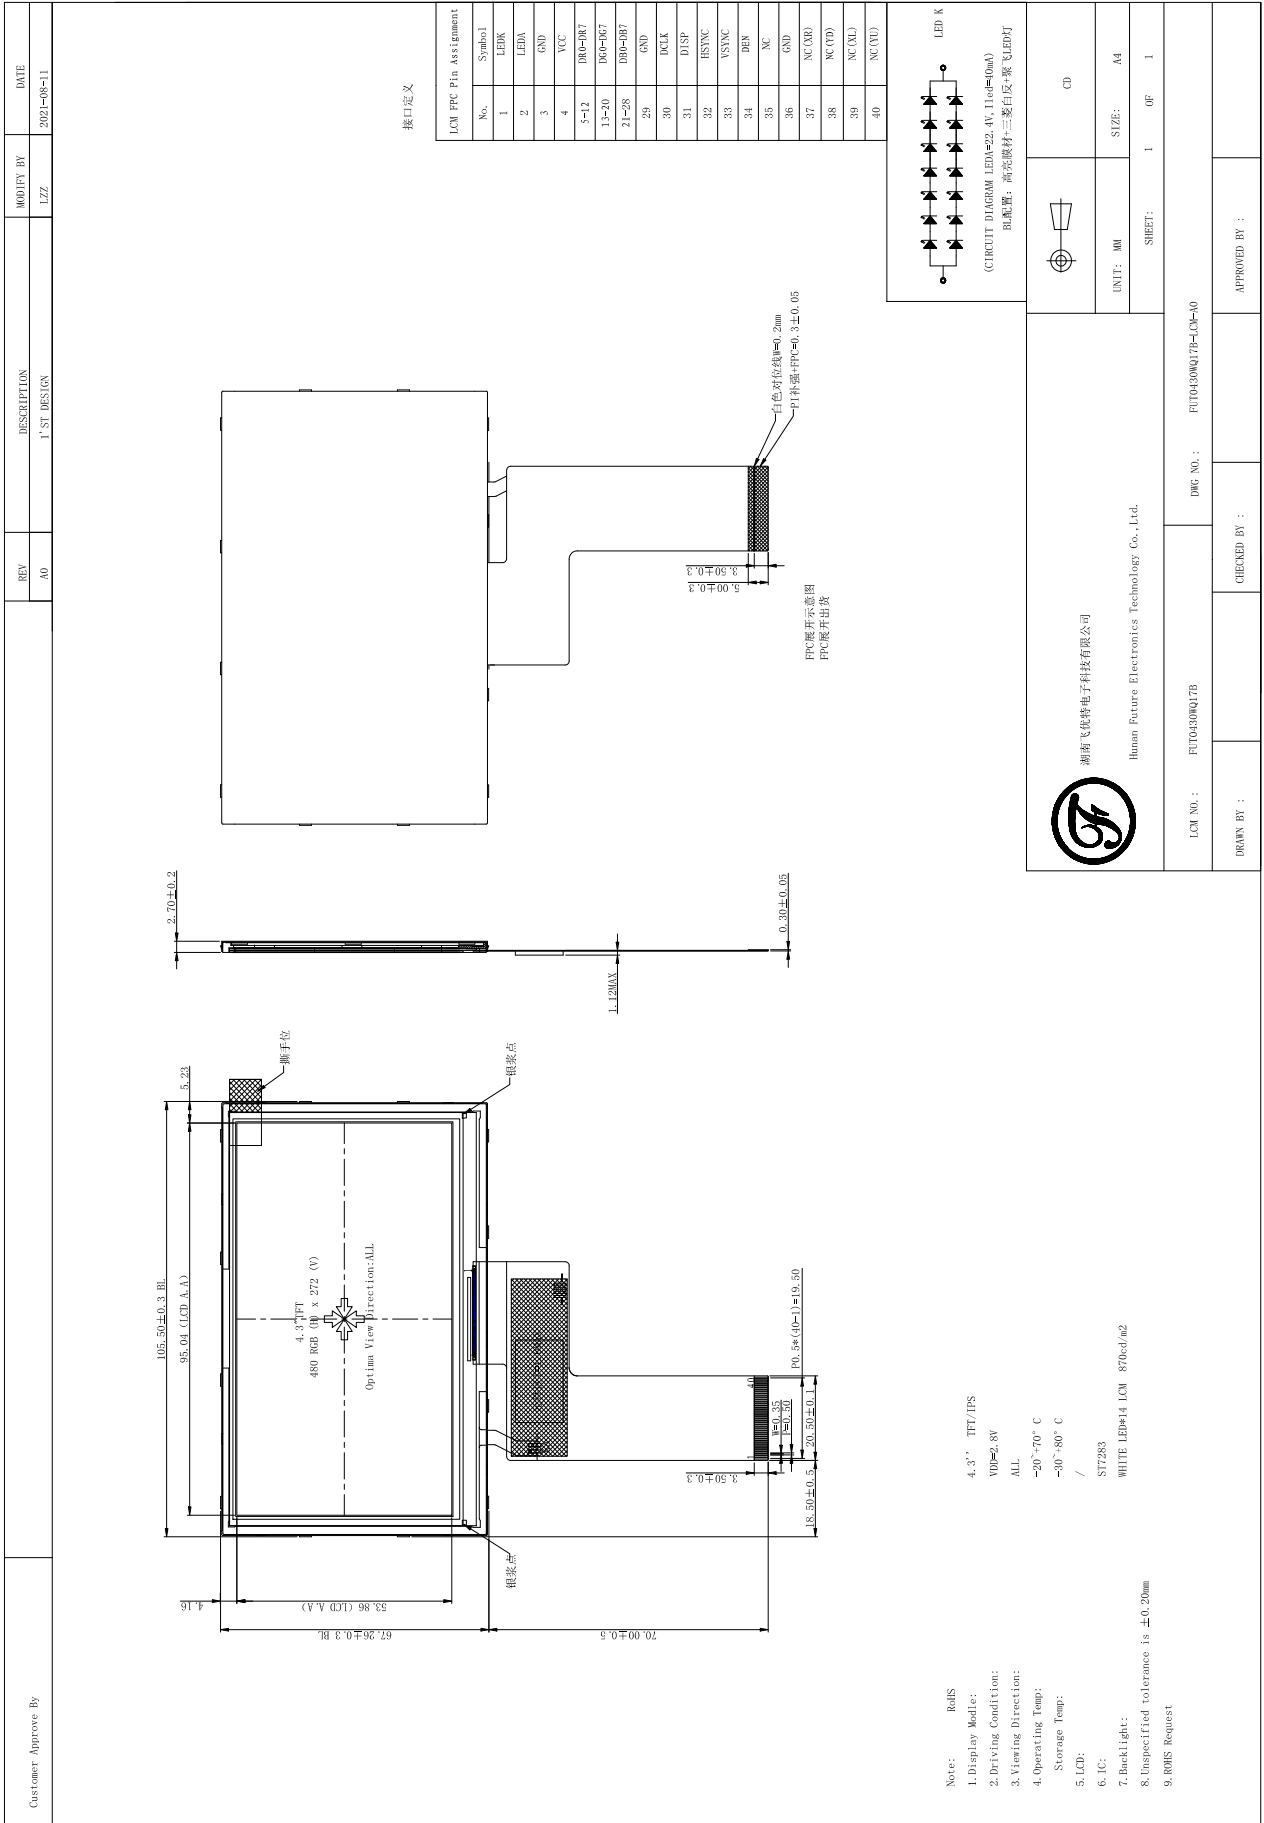 Customer Approve By
REV
DESCRIPTION
MODIFY BY
DATE
A0
1'ST DESIGN
LZZ
2021-08-11
105.50±0.3 BL
95.04 (LCD A.A)
5.23
4.16
53.86 (LCD A.A)
67.26±0.3 BL
70.00±0.5
撕手位
4.3"TFT
480 RGB (H) x 272 (V)
Optima View Direction:ALL
银浆点
银浆点
3.50±0.3
18.50±0.5
20.50±0.1
W=0.35
P=0.50
P0.5*(40-1)=19.50
1
40
2.70±0.2
1.12MAX
0.30±0.05
3.50±0.3
5.00±0.3
白色对位线W=0.2mm
PI补强+FPC=0.3±0.05
FPC展开示意图
FPC展开出货
接口定义
LCM FPC Pin Assignment
No. Symbol
1 LEDK
2 LEDA
3 GND
4 VCC
5-12 DR0-DR7
13-20 DG0-DG7
21-28 DB0-DB7
29 GND
30 DCLK
31 DISP
32 HSYNC
33 VSYNC
34 DEN
35 NC
36 GND
37 NC(XR)
38 NC(YD)
39 NC(XL)
40 NC(YU)
LED K
(CIRCUIT DIAGRAM LEDA=22.4V,Iled=40mA)
BL配置：高亮膜材+三菱白反+聚飞LED灯
Note: RoHS
1.Display Modle: 4.3'' TFT/IPS
2.Driving Condition: VDD=2.8V
3.Viewing Direction: ALL
4.Operating Temp: -20~+70° C
Storage Temp: -30~+80° C
5.LCD: /
6.IC: ST7283
7.Backlight: WHITE LED*14 LCM 870cd/m2
8.Unspecified tolerance is ±0.20mm
9.ROHS Request
湖南飞优特电子科技有限公司
Hunan Future Electronics Technology Co.,Ltd.
CD
UNIT: MM
SIZE: A4
SHEET: 1 OF 1
LCM NO.: FUT0430WQ17B
DWG NO.: FUT0430WQ17B-LCM-A0
DRAWN BY :
CHECKED BY :
APPROVED BY :